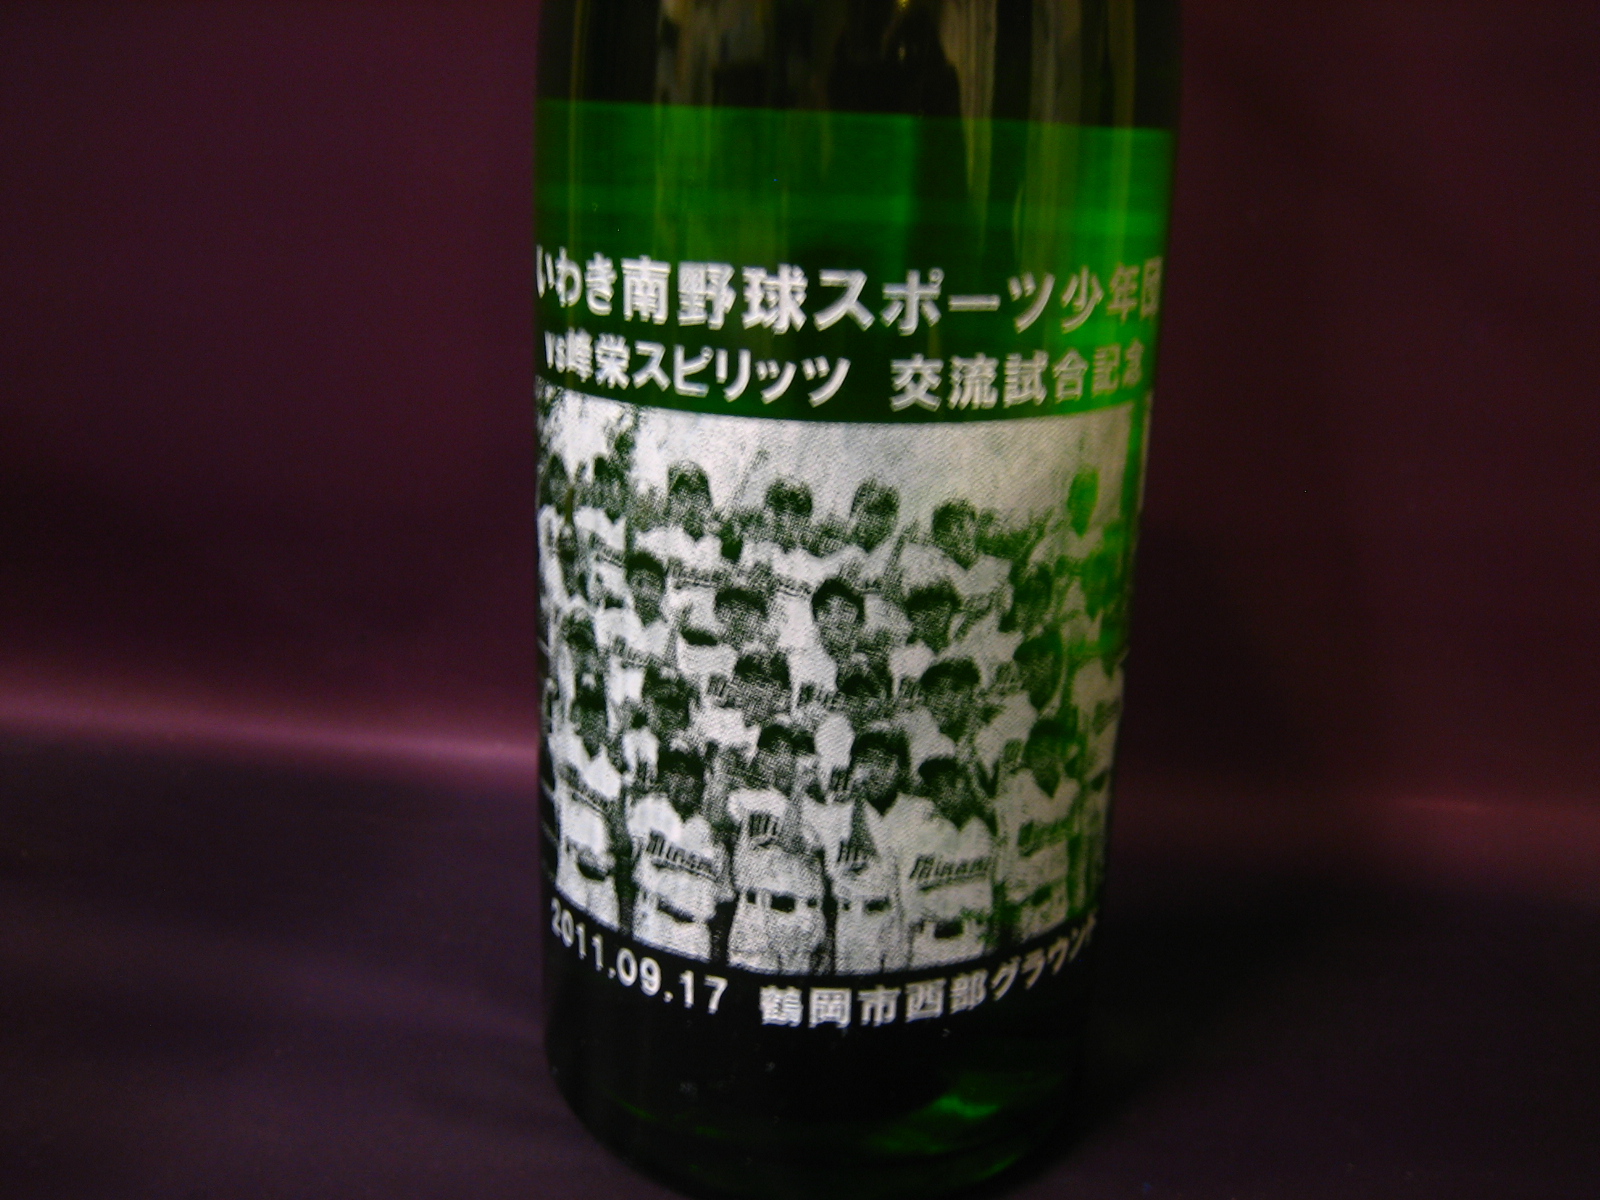 いわき南野球スポーツ少年団
vs峰栄スピリッツ 交流試合記念
Minami
Minami
2011.09.17 鶴岡市西部グラウンド